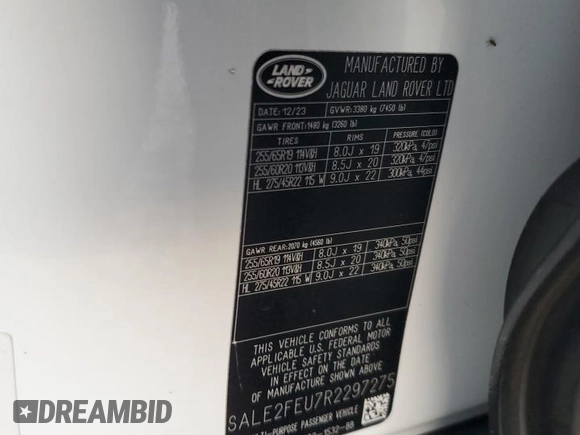 LAND ROVER
MANUFACTURED BY
JAGUAR LAND ROVER LTD
DATE: 12/23 GVWR: 3380 kg (7450 lb)
GAWR FRONT: 1480 kg (3260 lb)
TIRES RIMS PRESSURE (COLD)
255/65R19 114V&H 8.0J x 19 320kPa, 47psi
255/60R20 113V&H 8.5J x 20 320kPa, 47psi
HL 275/45R22 115 W 9.0J x 22 300kPa, 44psi
GAWR REAR: 2070 kg (4560 lb)
255/65R19 114V&H 8.0J x 19 340kPa, 50psi
255/60R20 113V&H 8.5J x 20 340kPa, 50psi
HL 275/45R22 115 W 9.0J x 22 340kPa, 50psi
THIS VEHICLE CONFORMS TO ALL
APPLICABLE U.S. FEDERAL MOTOR
VEHICLE SAFETY STANDARDS
IN EFFECT ON THE DATE
OF MANUFACTURE SHOWN ABOVE
SALE2FEU7R2297275
PURPOSE PASSENGER VEHICLE
1532-BB
© RIDESAFELY